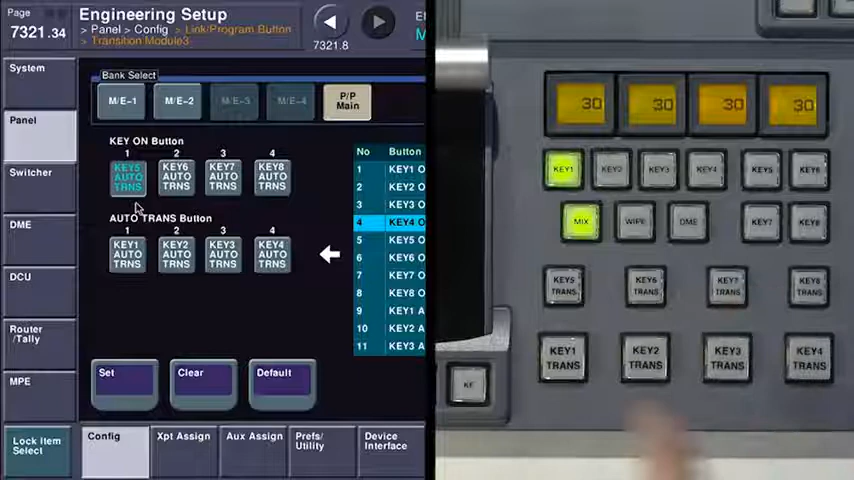 Page
7321.34
Engineering Setup
> Panel > Config > Link/Program Button
> Transition Module3
7321.8
System
Panel
Switcher
DME
DCU
Router
/Tally
MPE
Lock Item
Select
Bank Select
M/E-1
M/E-2
M/E-3
M/E-4
P/P
Main
KEY ON Button
1 2 3 4
KEY5
AUTO
TRNS
KEY6
AUTO
TRNS
KEY7
AUTO
TRNS
KEY8
AUTO
TRNS
AUTO TRANS Button
1 2 3 4
KEY1
AUTO
TRNS
KEY2
AUTO
TRNS
KEY3
AUTO
TRNS
KEY4
AUTO
TRNS
No Button
1 KEY1 O
2 KEY2 O
3 KEY3 O
4 KEY4 O
5 KEY5 O
6 KEY6 O
7 KEY7 O
8 KEY8 O
9 KEY1 A
10 KEY2 A
11 KEY3 A
Set
Clear
Default
Config
Xpt Assign
Aux Assign
Prefs/
Utility
Device
Interface
30 30 30 30
KEY1 KEY2 KEY3 KEY4 KEY5 KEY6
MIX WIPE DME KEY7 KEY8
KEY5
TRANS
KEY6
TRANS
KEY7
TRANS
KEY8
TRANS
KEY1
TRANS
KEY2
TRANS
KEY3
TRANS
KEY4
TRANS